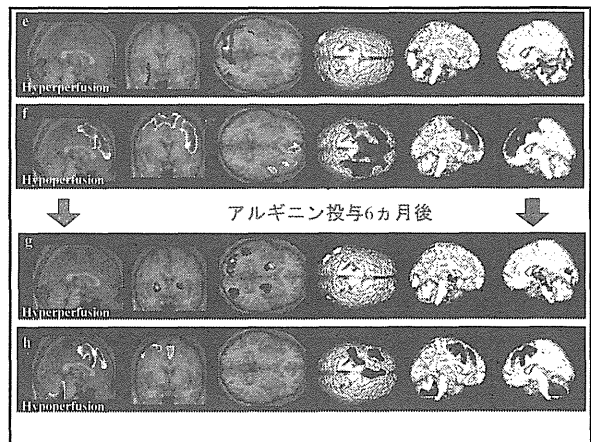 e
Hyperperfusion
f
Hypoperfusion
アルギニン投与6ヵ月後
g
Hyperperfusion
h
Hypoperfusion